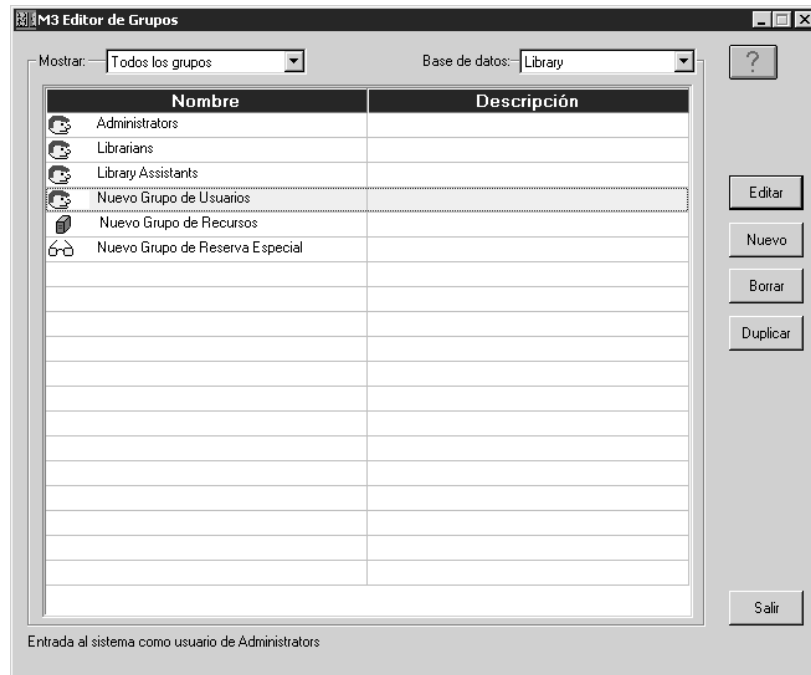 M3 Editor de Grupos
Mostrar: Todos los grupos Base de datos: Library ?
Nombre Descripción
Administrators
Librarians
Library Assistants
Nuevo Grupo de Usuarios
Editar
Nuevo Grupo de Recursos
Nuevo
Nuevo Grupo de Reserva Especial
Borrar
Duplicar
Salir
Entrada al sistema como usuario de Administrators